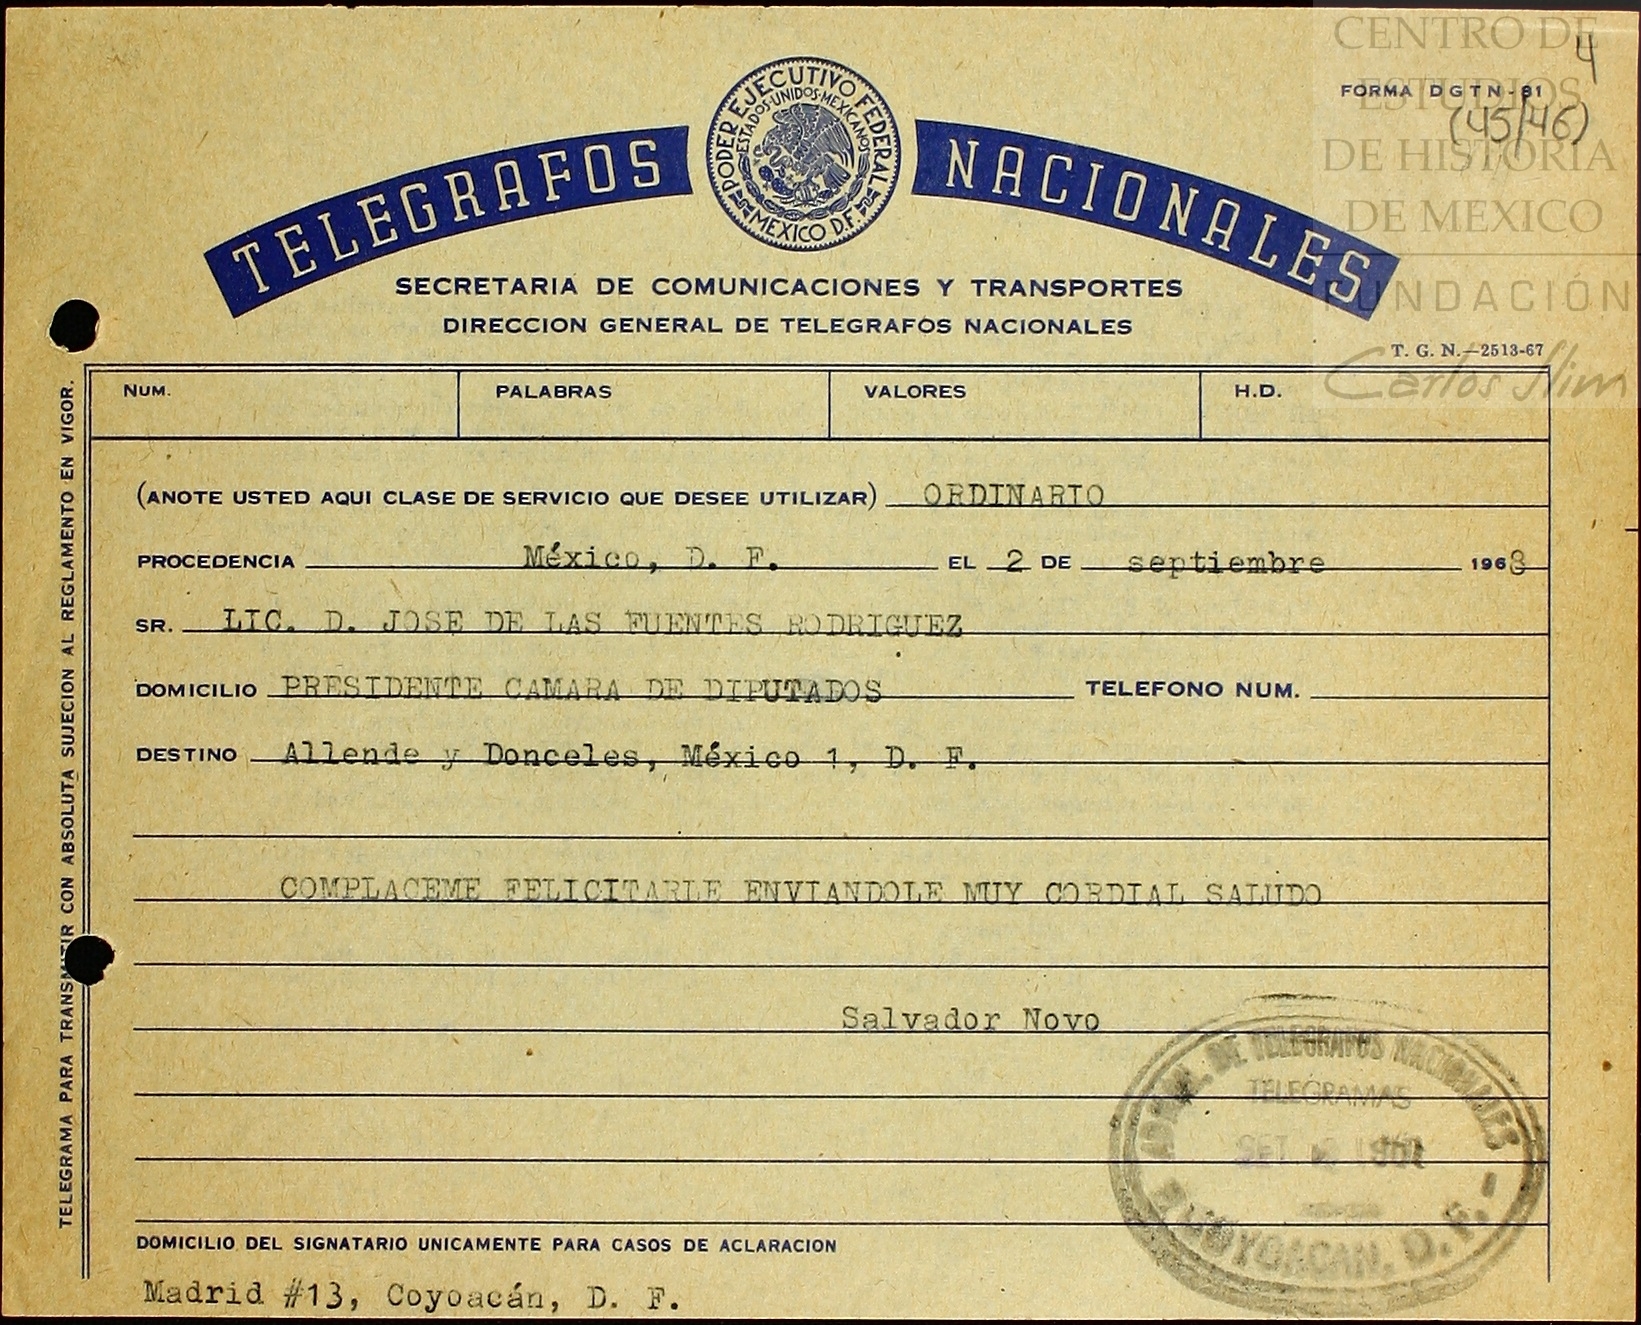 CENTRO DE
ESTUDIOS
DE HISTORIA
DE MEXICO
FUNDACIÓN
Carlos Slim
4
FORMA DGTN-81
(45/46)
PODER EJECUTIVO FEDERAL
ESTADOS·UNIDOS·MEXICANOS
MEXICO D.F.
TELEGRAFOS NACIONALES
SECRETARIA DE COMUNICACIONES Y TRANSPORTES
DIRECCION GENERAL DE TELEGRAFOS NACIONALES
T. G. N.—2513-67
NUM. PALABRAS VALORES H.D.
(ANOTE USTED AQUI CLASE DE SERVICIO QUE DESEE UTILIZAR) ORDINARIO
PROCEDENCIA México, D. F. EL 2 DE septiembre 1968
SR. LIC. D. JOSE DE LAS FUENTES RODRIGUEZ
DOMICILIO PRESIDENTE CAMARA DE DIPUTADOS TELEFONO NUM.
DESTINO Allende y Donceles, México 1, D. F.
COMPLACEME FELICITARLE ENVIANDOLE MUY CORDIAL SALUDO
Salvador Novo
ADMON. DE TELEGRAFOS NACIONALES
TELEGRAMAS
SET
COYOACAN, D. F.
DOMICILIO DEL SIGNATARIO UNICAMENTE PARA CASOS DE ACLARACION
Madrid #13, Coyoacán, D. F.
TELEGRAMA PARA TRANSMITIR CON ABSOLUTA SUJECION AL REGLAMENTO EN VIGOR.